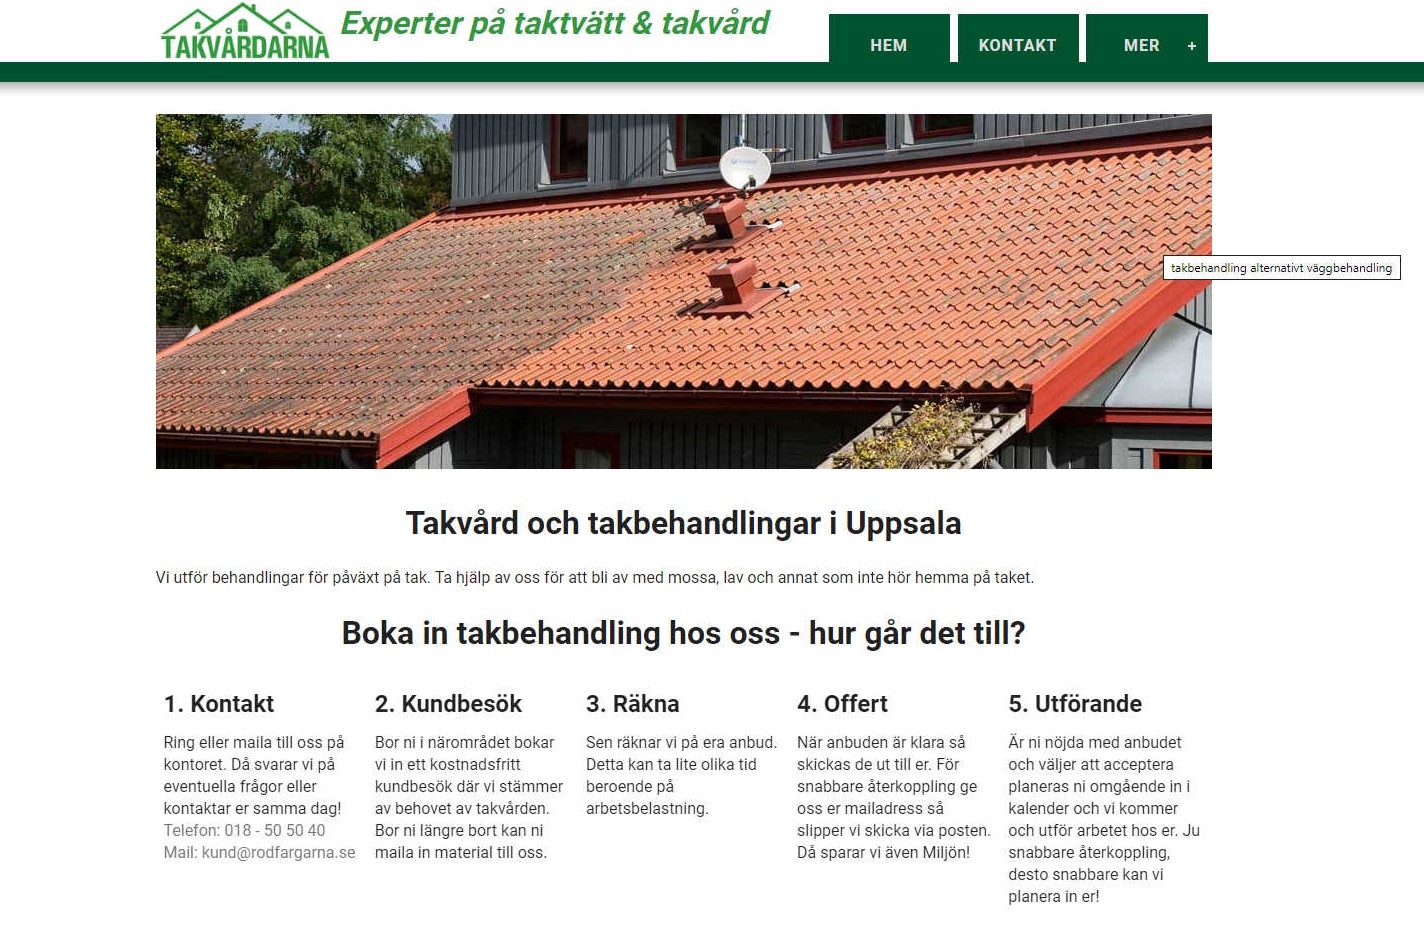 TAKVÅRDARNA
Experter på taktvätt & takvård
HEM
KONTAKT
MER +
takbehandling alternativt väggbehandling
Takvård och takbehandlingar i Uppsala
Vi utför behandlingar för påväxt på tak. Ta hjälp av oss för att bli av med mossa, lav och annat som inte hör hemma på taket.
Boka in takbehandling hos oss - hur går det till?
1. Kontakt
Ring eller maila till oss på
kontoret. Då svarar vi på
eventuella frågor eller
kontaktar er samma dag!
Telefon: 018 - 50 50 40
Mail: kund@rodfargarna.se
2. Kundbesök
Bor ni i närområdet bokar
vi in ett kostnadsfritt
kundbesök där vi stämmer
av behovet av takvården.
Bor ni längre bort kan ni
maila in material till oss.
3. Räkna
Sen räknar vi på era anbud.
Detta kan ta lite olika tid
beroende på
arbetsbelastning.
4. Offert
När anbuden är klara så
skickas de ut till er. För
snabbare återkoppling ge
oss er mailadress så
slipper vi skicka via posten.
Då sparar vi även Miljön!
5. Utförande
Är ni nöjda med anbudet
och väljer att acceptera
planeras ni omgående in i
kalender och vi kommer
och utför arbetet hos er. Ju
snabbare återkoppling,
desto snabbare kan vi
planera in er!